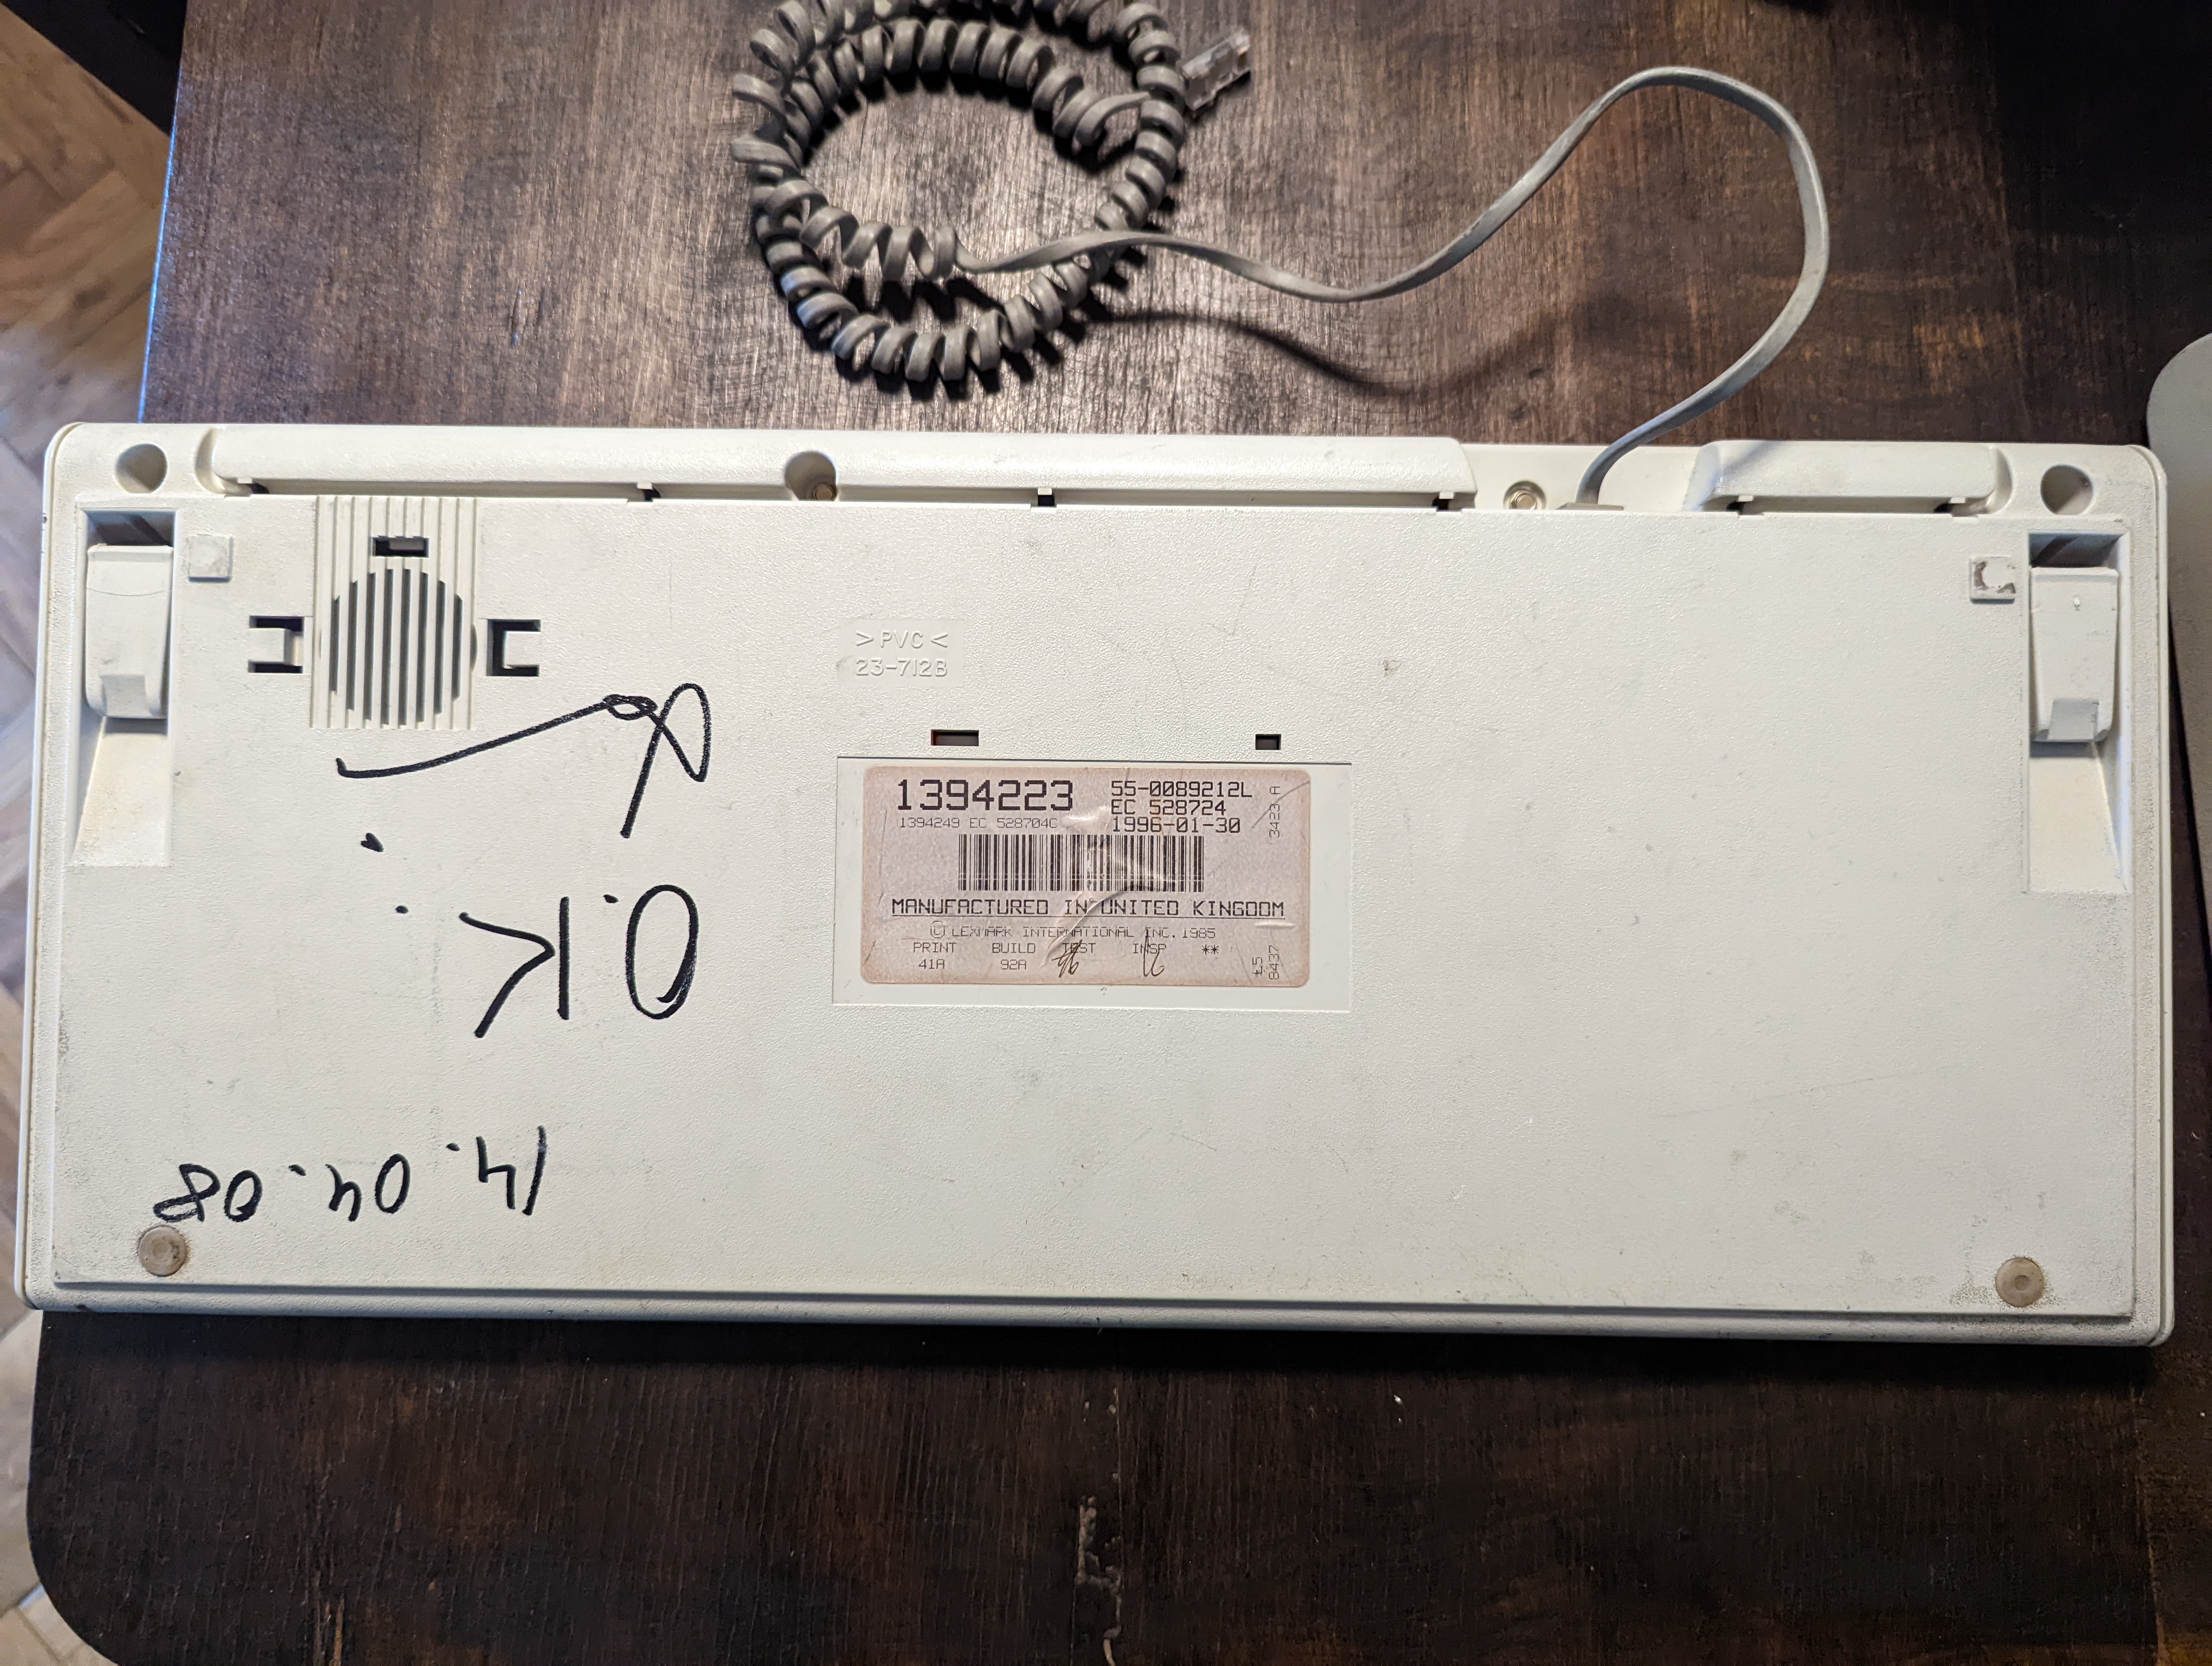 > PVC <
23-712B
1394223
55-0089212L
EC 528724
1996-01-30
1394249 EC 528704C
3423 A
MANUFACTURED IN UNITED KINGDOM
© LEXMARK INTERNATIONAL INC. 1985
PRINT BUILD TEST INSP **
41A 92A
8437
O.K
14.04.08